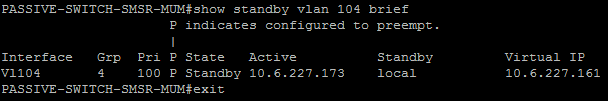 PASSIVE-SWITCH-SMSR-MUM#show standby vlan 104 brief
P indicates configured to preempt.
|
Interface Grp Pri P State Active Standby Virtual IP
Vl104 4 100 P Standby 10.6.227.173 local 10.6.227.161
PASSIVE-SWITCH-SMSR-MUM#exit